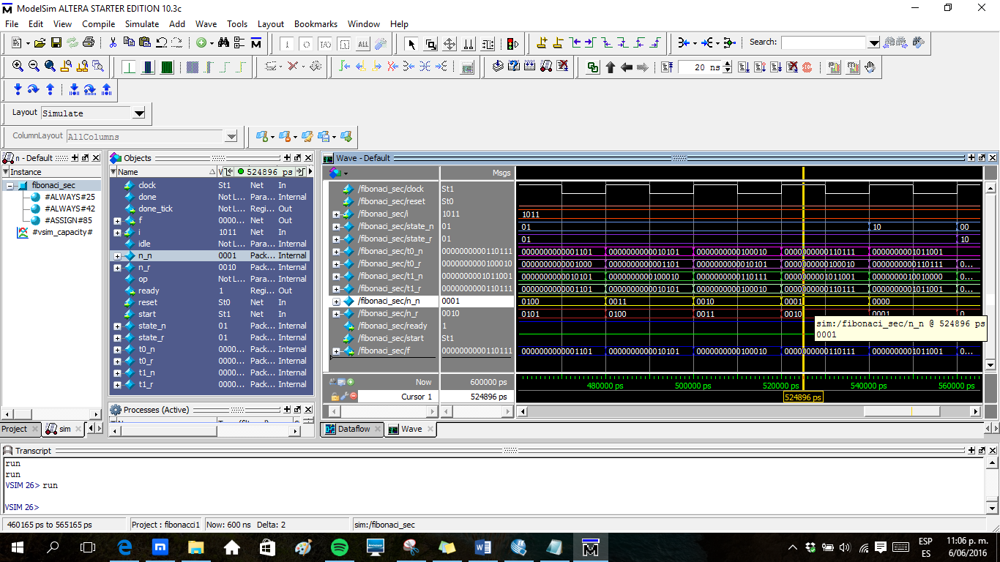 ModelSim ALTERA STARTER EDITION 10.3c
File Edit View Compile Simulate Add Wave Tools Layout Bookmarks Window Help
Search:
20 ns
Layout Simulate
ColumnLayout AllColumns
n - Default
Instance
fibonaci_sec
#ALWAYS#25
#ALWAYS#42
#ASSIGN#85
#vsim_capacity#
Project
sim
Objects
Name 524896 ps
clock St1 Net In
done Not L... Para... Internal
done_tick Not L... Regi... Out
f 0000... Net Out
i 1011 Net In
idle Not L... Para... Internal
n_n 0001 Pack... Internal
n_r 0010 Pack... Internal
op Not L... Para... Internal
ready 1 Regi... Out
reset St0 Net In
start St1 Net In
state_n 01 Pack... Internal
state_r 01 Pack... Internal
t0_n 0000... Pack... Internal
t0_r 0000... Pack... Internal
t1_n 0000... Pack... Internal
t1_r 0000... Pack... Internal
Processes (Active)
Wave - Default
Msgs
/fibonaci_sec/clock St1
/fibonaci_sec/reset St0
/fibonaci_sec/i 1011 1011
/fibonaci_sec/state_n 01 01 10 00
/fibonaci_sec/state_r 01 01 10
/fibonaci_sec/t0_n 0000000000110111 0000000000001101 0000000000010101 0000000000100010 0000000000110111 0000000001011001
/fibonaci_sec/t0_r 0000000000100010 0000000000001000 0000000000001101 0000000000010101 0000000000100010 0000000000110111 0...
/fibonaci_sec/t1_n 0000000001011001 0000000000010101 0000000000100010 0000000000110111 0000000001011001 0000000010010000 0...
/fibonaci_sec/t1_r 0000000000110111 0000000000001101 0000000000010101 0000000000100010 0000000000110111 0000000001011001 0...
/fibonaci_sec/n_n 0001 0100 0011 0010 0001 0000
/fibonaci_sec/n_r 0010 0101 0100 0011 0010 0001 0...
/fibonaci_sec/ready 1
/fibonaci_sec/start St1
/fibonaci_sec/f 0000000000110111 0000000000001101 0000000000010101 0000000000100010 0000000000110111 0000000001011001 0...
sim:/fibonaci_sec/n_n @ 524896 ps
0001
Now 600000 ps 480000 ps 500000 ps 520000 ps 540000 ps 560000 ps
Cursor 1 524896 ps 524896 ps
Dataflow
Wave
Transcript
run
run
VSIM 26> run
VSIM 26>
460165 ps to 565165 ps Project : fibonacci1 Now: 600 ns Delta: 2 sim:/fibonaci_sec
ESP
ES
11:06 p. m.
6/06/2016